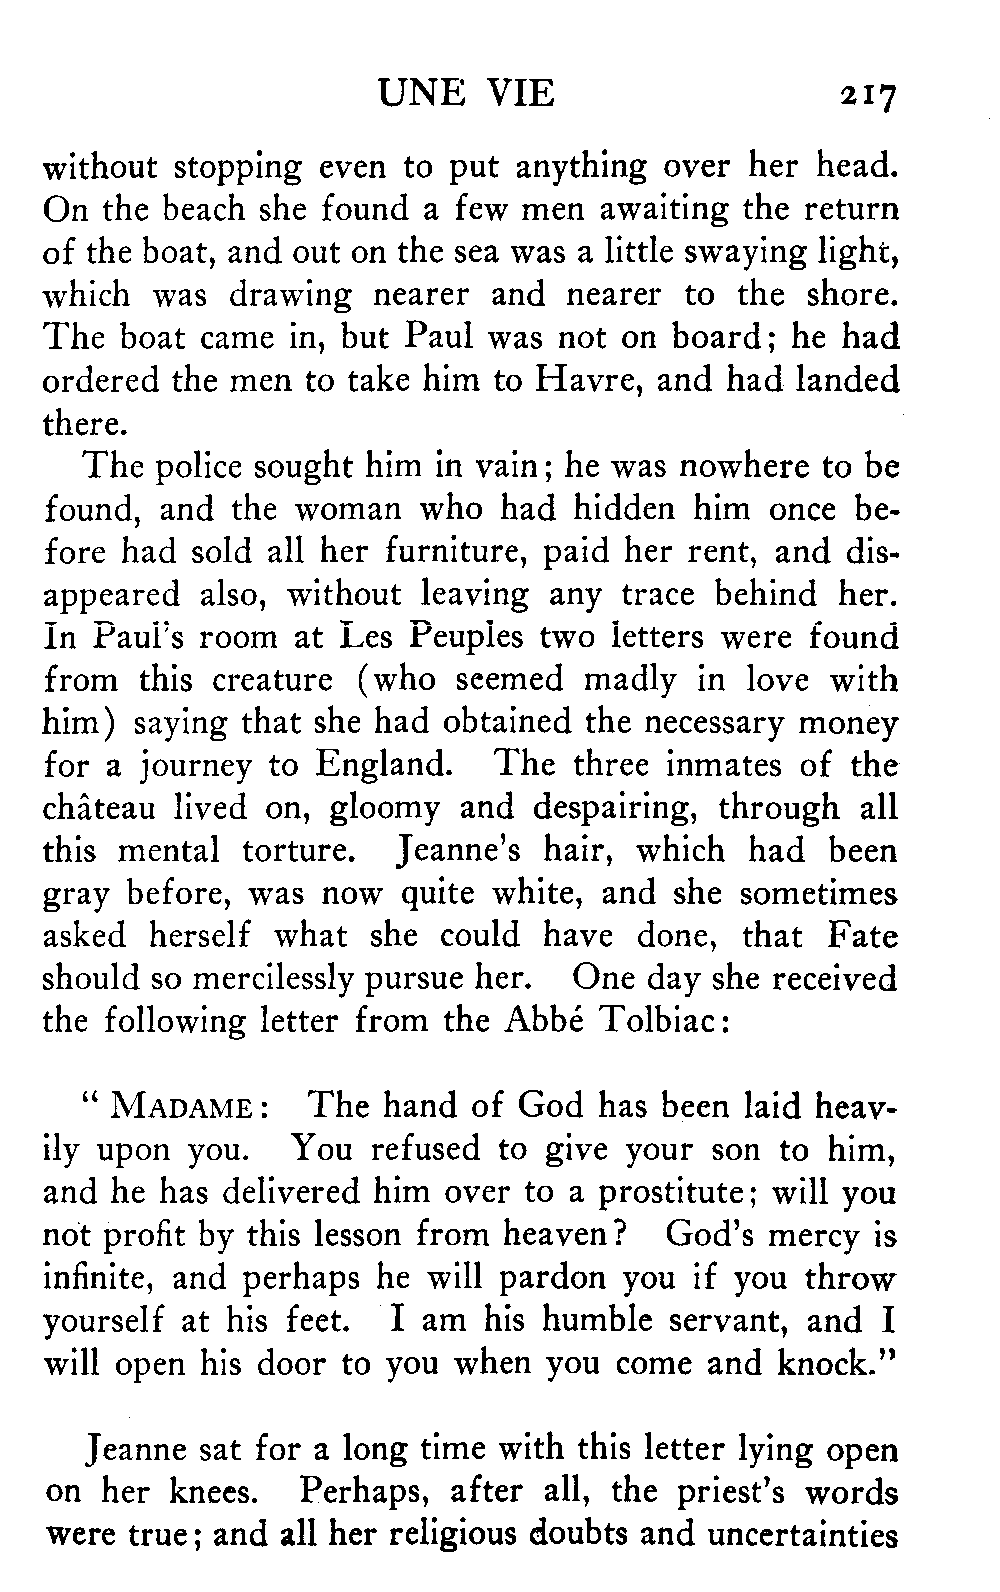 UNE VIE 217
without stopping even to put anything over her head.
On the beach she found a few men awaiting the return
of the boat, and out on the sea was a little swaying light,
which was drawing nearer and nearer to the shore.
The boat came in, but Paul was not on board; he had
ordered the men to take him to Havre, and had landed
there.
The police sought him in vain; he was nowhere to be
found, and the woman who had hidden him once be-
fore had sold all her furniture, paid her rent, and dis-
appeared also, without leaving any trace behind her.
In Paul's room at Les Peuples two letters were found
from this creature (who seemed madly in love with
him) saying that she had obtained the necessary money
for a journey to England. The three inmates of the
château lived on, gloomy and despairing, through all
this mental torture. Jeanne's hair, which had been
gray before, was now quite white, and she sometimes
asked herself what she could have done, that Fate
should so mercilessly pursue her. One day she received
the following letter from the Abbé Tolbiac:
"MADAME: The hand of God has been laid heav-
ily upon you. You refused to give your son to him,
and he has delivered him over to a prostitute; will you
not profit by this lesson from heaven? God's mercy is
infinite, and perhaps he will pardon you if you throw
yourself at his feet. I am his humble servant, and I
will open his door to you when you come and knock."
Jeanne sat for a long time with this letter lying open
on her knees. Perhaps, after all, the priest's words
were true; and all her religious doubts and uncertainties